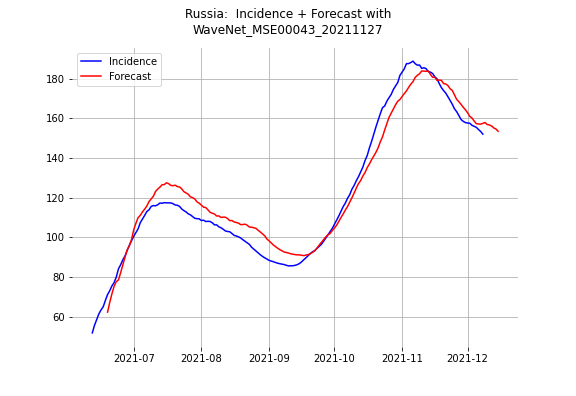 Russia:  Incidence + Forecast with
WaveNet_MSE00043_20211127
Incidence
Forecast
180
160
140
120
100
80
60
2021-07 2021-08 2021-09 2021-10 2021-11 2021-12